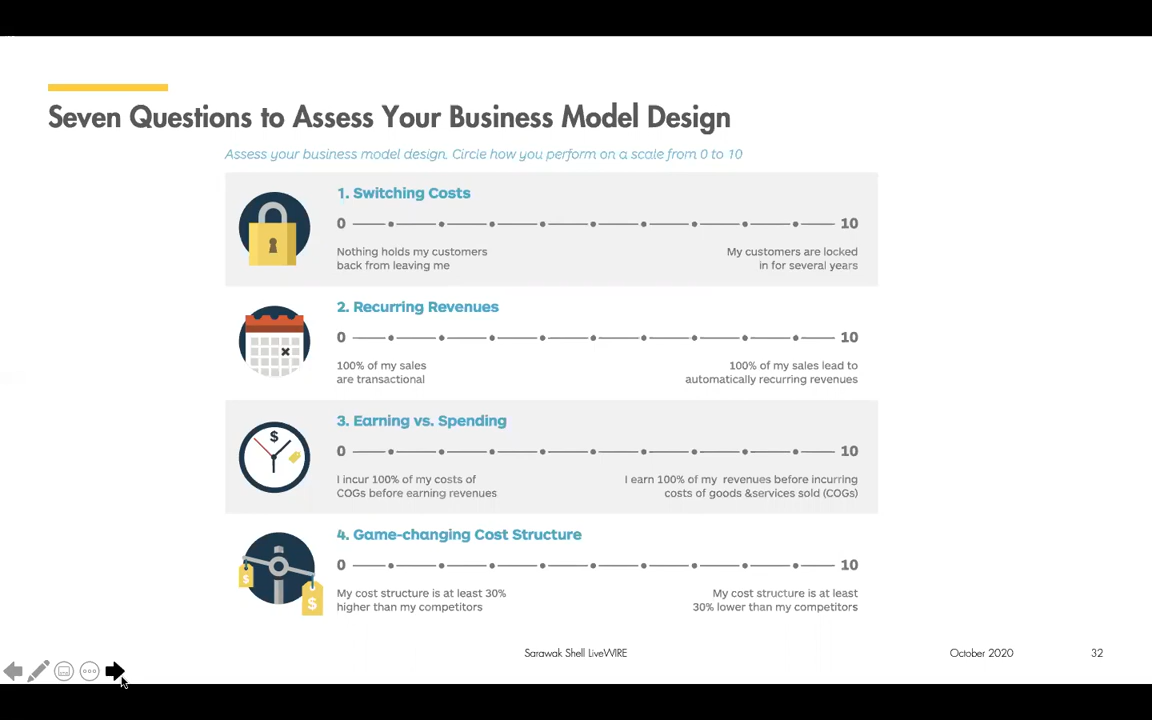 Seven Questions to Assess Your Business Model Design
Assess your business model design. Circle how you perform on a scale from 0 to 10
1. Switching Costs
0 10
Nothing holds my customers
back from leaving me
My customers are locked
in for several years
2. Recurring Revenues
0 10
100% of my sales
are transactional
100% of my sales lead to
automatically recurring revenues
$
3. Earning vs. Spending
0 10
I incur 100% of my costs of
COGs before earning revenues
I earn 100% of my revenues before incurring
costs of goods &services sold (COGs)
4. Game-changing Cost Structure
0 10
$
$
My cost structure is at least 30%
higher than my competitors
My cost structure is at least
30% lower than my competitors
Sarawak Shell LiveWIRE
October 2020
32